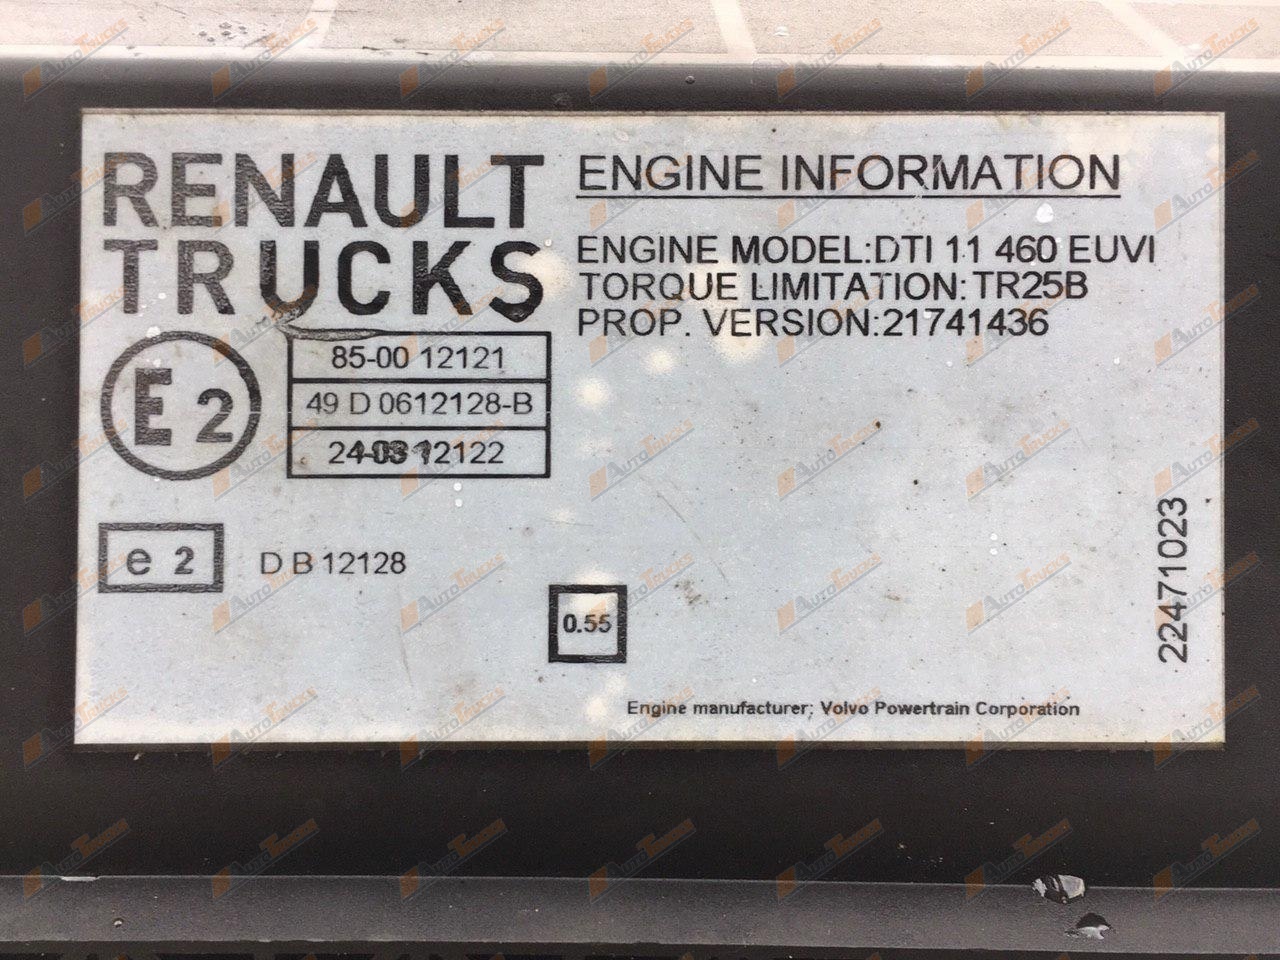 RENAULT
TRUCKS
ENGINE INFORMATION
ENGINE MODEL:DTI 11 460 EUVI
TORQUE LIMITATION:TR25B
PROP. VERSION:21741436
E 2
85-00 12121
49 D 0612128-B
24-03 12122
e 2
D B 12128
0.55
22471023
Engine manufacturer; Volvo Powertrain Corporation
AUTOTRUCKS